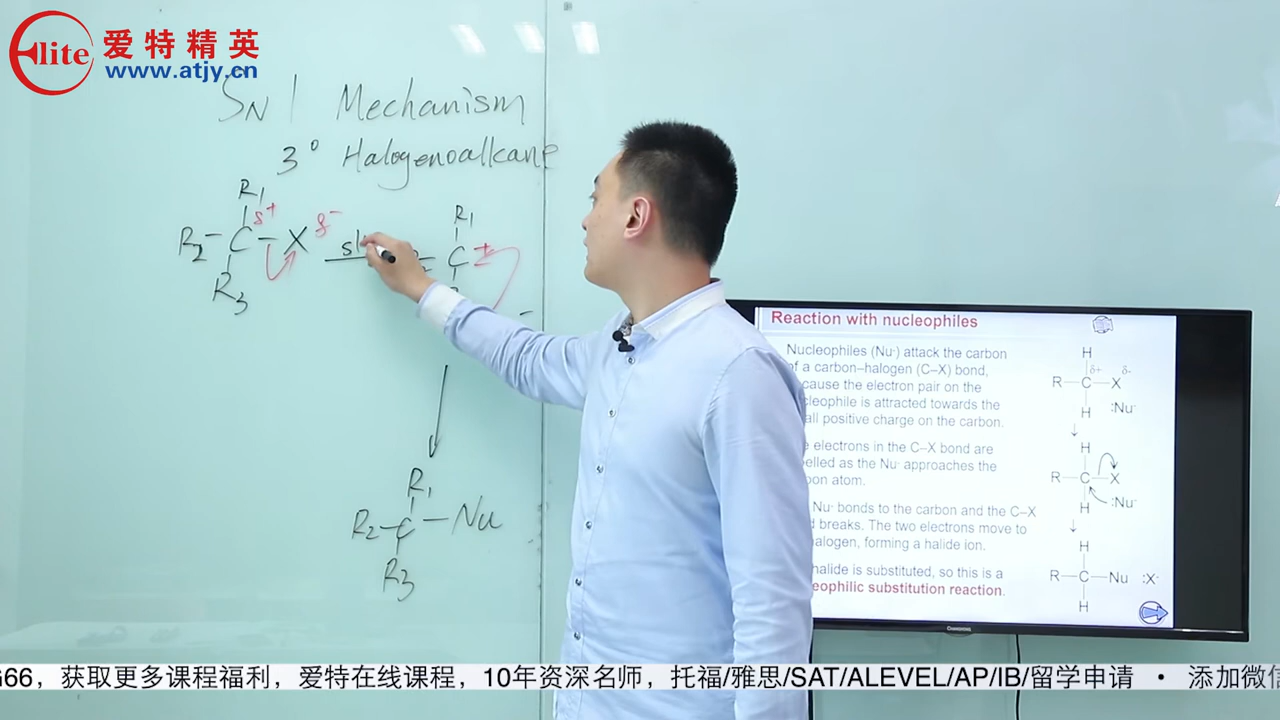 Elite 爱特精英
www.atjy.cn
SN1 Mechanism
3° Halogenoalkane
R1
R2-C-X
δ+ δ-
R3
R1
C +
-
R1
R2-C-Nu
R3
Reaction with nucleophiles
Nucleophiles (Nu-) attack the carbon
of a carbon–halogen (C–X) bond,
cause the electron pair on the
cleophile is attracted towards the
all positive charge on the carbon.
electrons in the C–X bond are
elled as the Nu- approaches the
on atom.
Nu- bonds to the carbon and the C–X
d breaks. The two electrons move to
halogen, forming a halide ion.
halide is substituted, so this is a
eophilic substitution reaction.
H
δ+ δ-
R—C—X
H :Nu-
↓
H
R—C—X
H :Nu-
↓
H
R—C—Nu :X-
H
G66，获取更多课程福利，爱特在线课程，10年资深名师，托福/雅思/SAT/ALEVEL/AP/IB/留学申请 • 添加微信